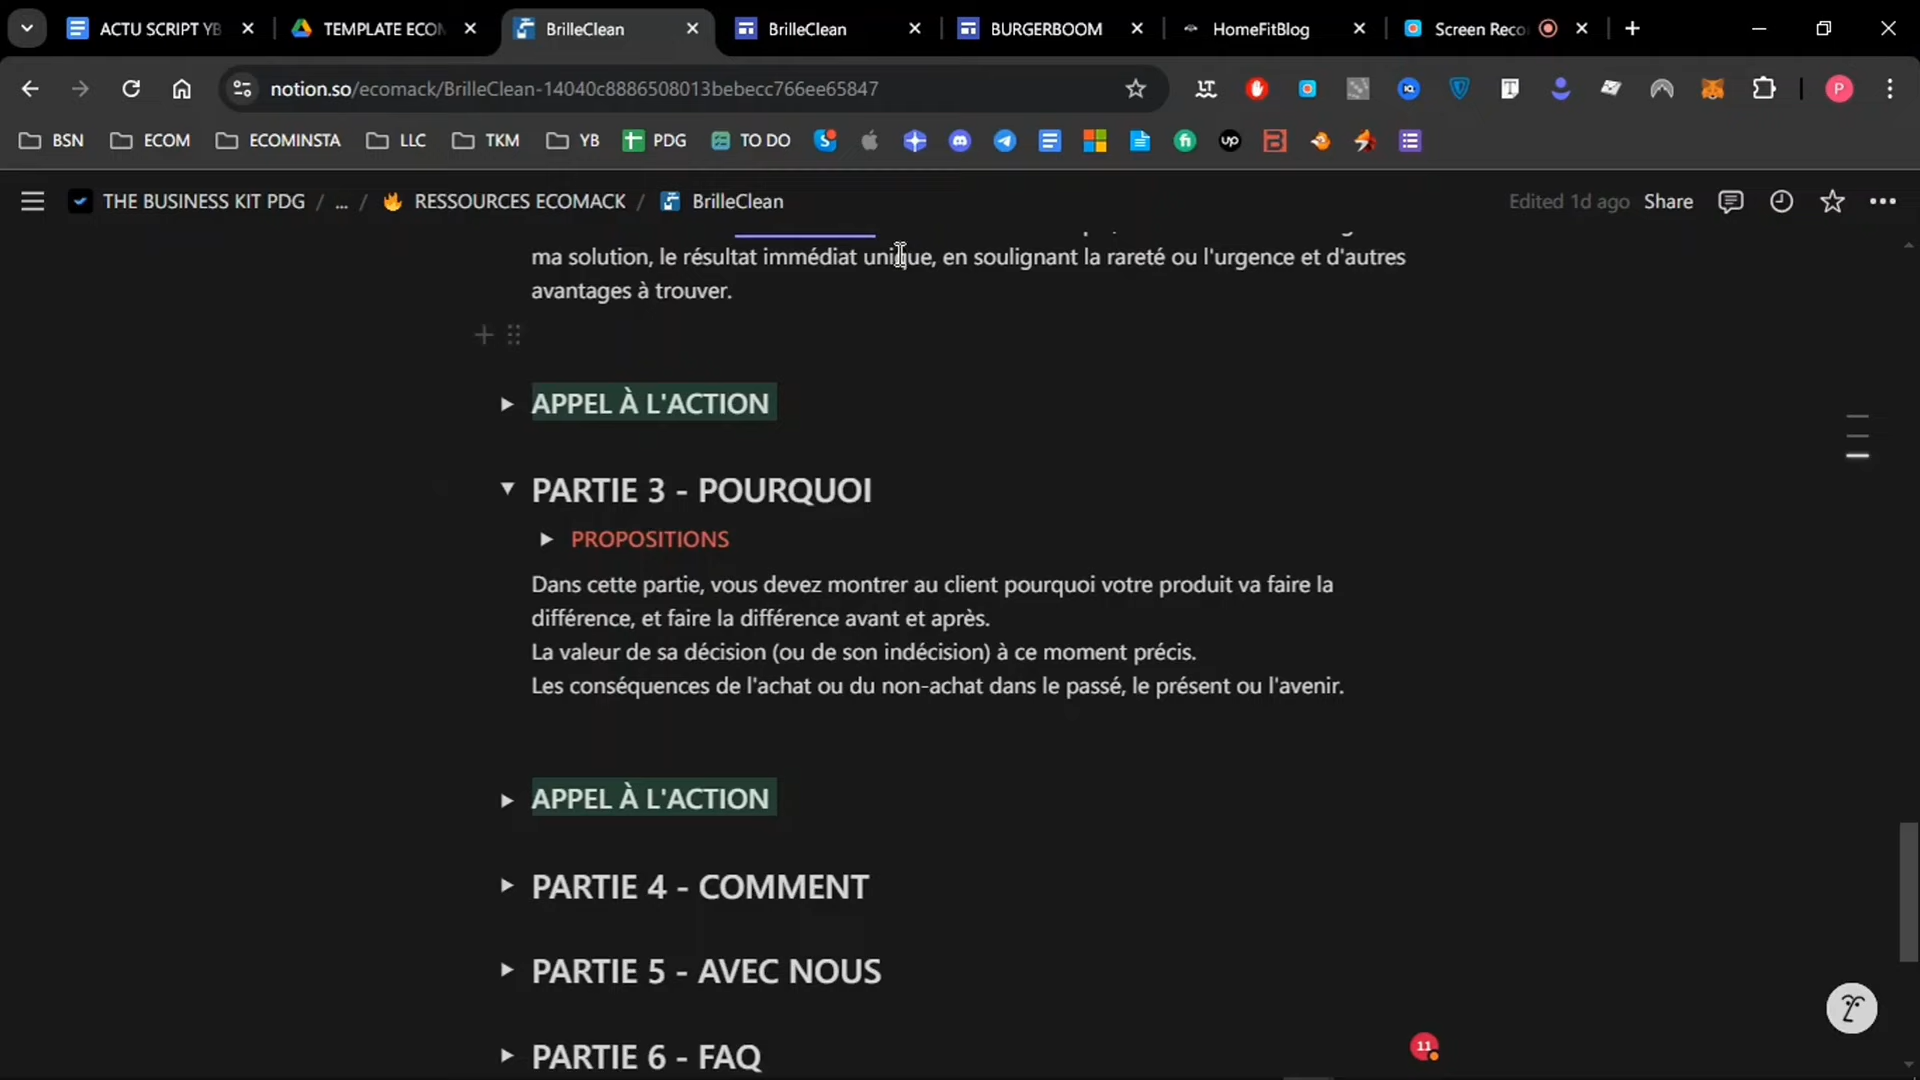 ACTU SCRIPT YB
TEMPLATE ECOM
BrilleClean
BrilleClean
BURGERBOOM
HomeFitBlog
Screen Reco
notion.so/ecomack/BrilleClean-14040c8886508013bebecc766ee65847
P
BSN
ECOM
ECOMINSTA
LLC
TKM
YB
PDG
TO DO
up
THE BUSINESS KIT PDG / ... / RESSOURCES ECOMACK / BrilleClean
Edited 1d ago
Share
ma solution, le résultat immédiat unique, en soulignant la rareté ou l'urgence et d'autres
avantages à trouver.
APPEL À L'ACTION
PARTIE 3 - POURQUOI
PROPOSITIONS
Dans cette partie, vous devez montrer au client pourquoi votre produit va faire la
différence, et faire la différence avant et après.
La valeur de sa décision (ou de son indécision) à ce moment précis.
Les conséquences de l'achat ou du non-achat dans le passé, le présent ou l'avenir.
APPEL À L'ACTION
PARTIE 4 - COMMENT
PARTIE 5 - AVEC NOUS
PARTIE 6 - FAQ
11